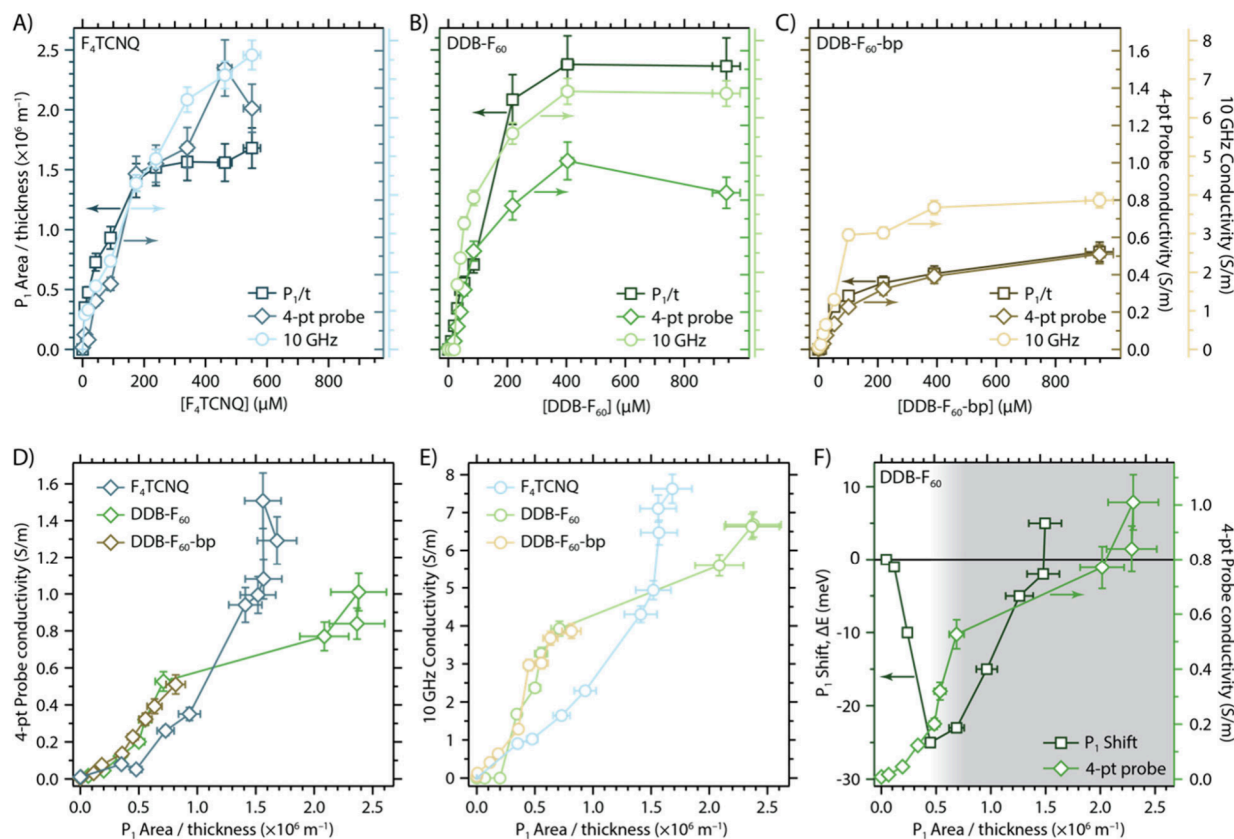 A)
F₄TCNQ
2.5
2.0
1.5
1.0
0.5
0.0
P₁ Area / thickness (×10⁶ m⁻¹)
P₁/t
4-pt probe
10 GHz
0 200 400 600 800
[F₄TCNQ] (µM)
B)
DDB-F₆₀
P₁/t
4-pt probe
10 GHz
0 200 400 600 800
[DDB-F₆₀] (µM)
C)
DDB-F₆₀-bp
P₁/t
4-pt probe
10 GHz
0 200 400 600 800
[DDB-F₆₀-bp] (µM)
1.6
1.4
1.2
1.0
0.8
0.6
0.4
0.2
0.0
4-pt Probe conductivity (S/m)
8
7
6
5
4
3
2
1
0
10 GHz Conductivity (S/m)
D)
1.6
1.4
1.2
1.0
0.8
0.6
0.4
0.2
0.0
4-pt Probe conductivity (S/m)
F₄TCNQ
DDB-F₆₀
DDB-F₆₀-bp
0.0 0.5 1.0 1.5 2.0 2.5
P₁ Area / thickness (×10⁶ m⁻¹)
E)
8
7
6
5
4
3
2
1
0
10 GHz Conductivity (S/m)
F₄TCNQ
DDB-F₆₀
DDB-F₆₀-bp
0.0 0.5 1.0 1.5 2.0 2.5
P₁ Area / thickness (×10⁶ m⁻¹)
F)
DDB-F₆₀
10
0
-10
-20
-30
P₁ Shift, ΔE (meV)
P₁ Shift
4-pt probe
0.0 0.5 1.0 1.5 2.0 2.5
P₁ Area / thickness (×10⁶ m⁻¹)
1.0
0.8
0.6
0.4
0.2
0.0
4-pt Probe conductivity (S/m)